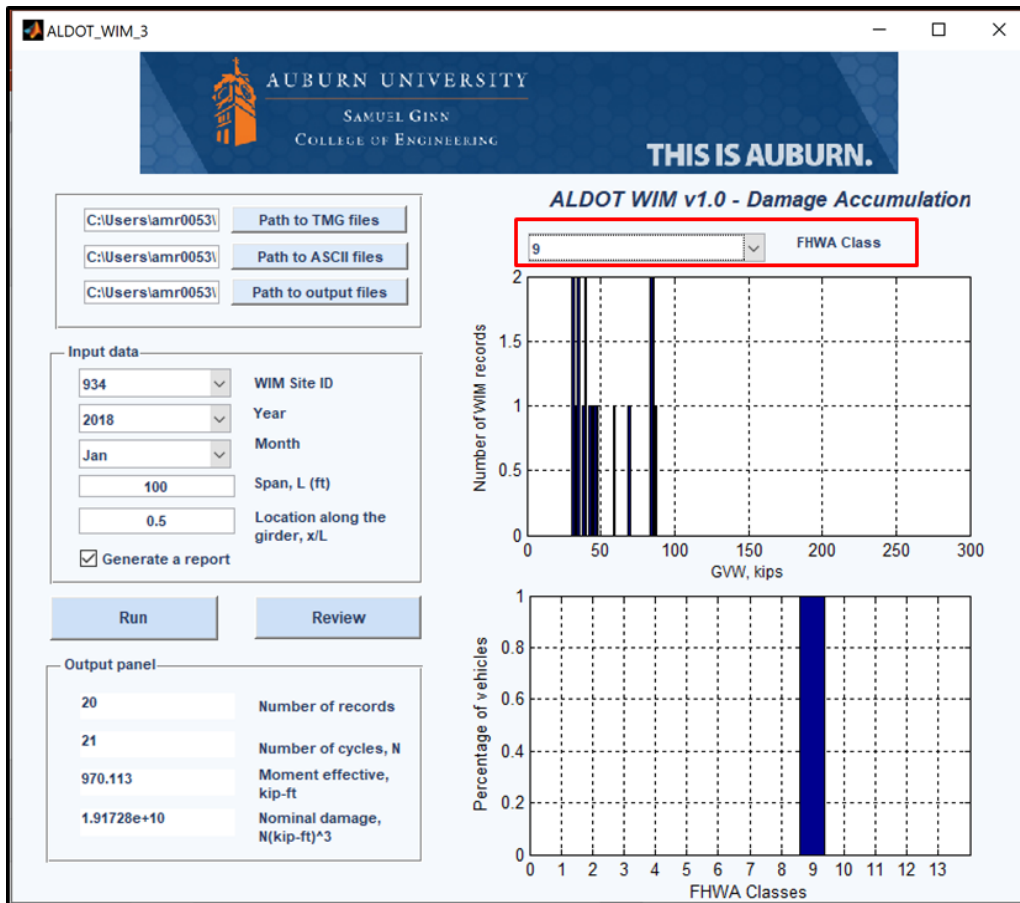 ALDOT_WIM_3
AUBURN UNIVERSITY
SAMUEL GINN
COLLEGE OF ENGINEERING
THIS IS AUBURN.
C:\Users\amr0053\
Path to TMG files
C:\Users\amr0053\
Path to ASCII files
C:\Users\amr0053\
Path to output files
Input data
934
WIM Site ID
2018
Year
Jan
Month
100
Span, L (ft)
0.5
Location along the
girder, x/L
Generate a report
Run
Review
Output panel
20
Number of records
21
Number of cycles, N
970.113
Moment effective,
kip-ft
1.91728e+10
Nominal damage,
N(kip-ft)^3
ALDOT WIM v1.0 - Damage Accumulation
9
FHWA Class
2
1.5
1
0.5
0
Number of WIM records
0 50 100 150 200 250 300
GVW, kips
1
0.8
0.6
0.4
0.2
0
Percentage of vehicles
0 1 2 3 4 5 6 7 8 9 10 11 12 13
FHWA Classes